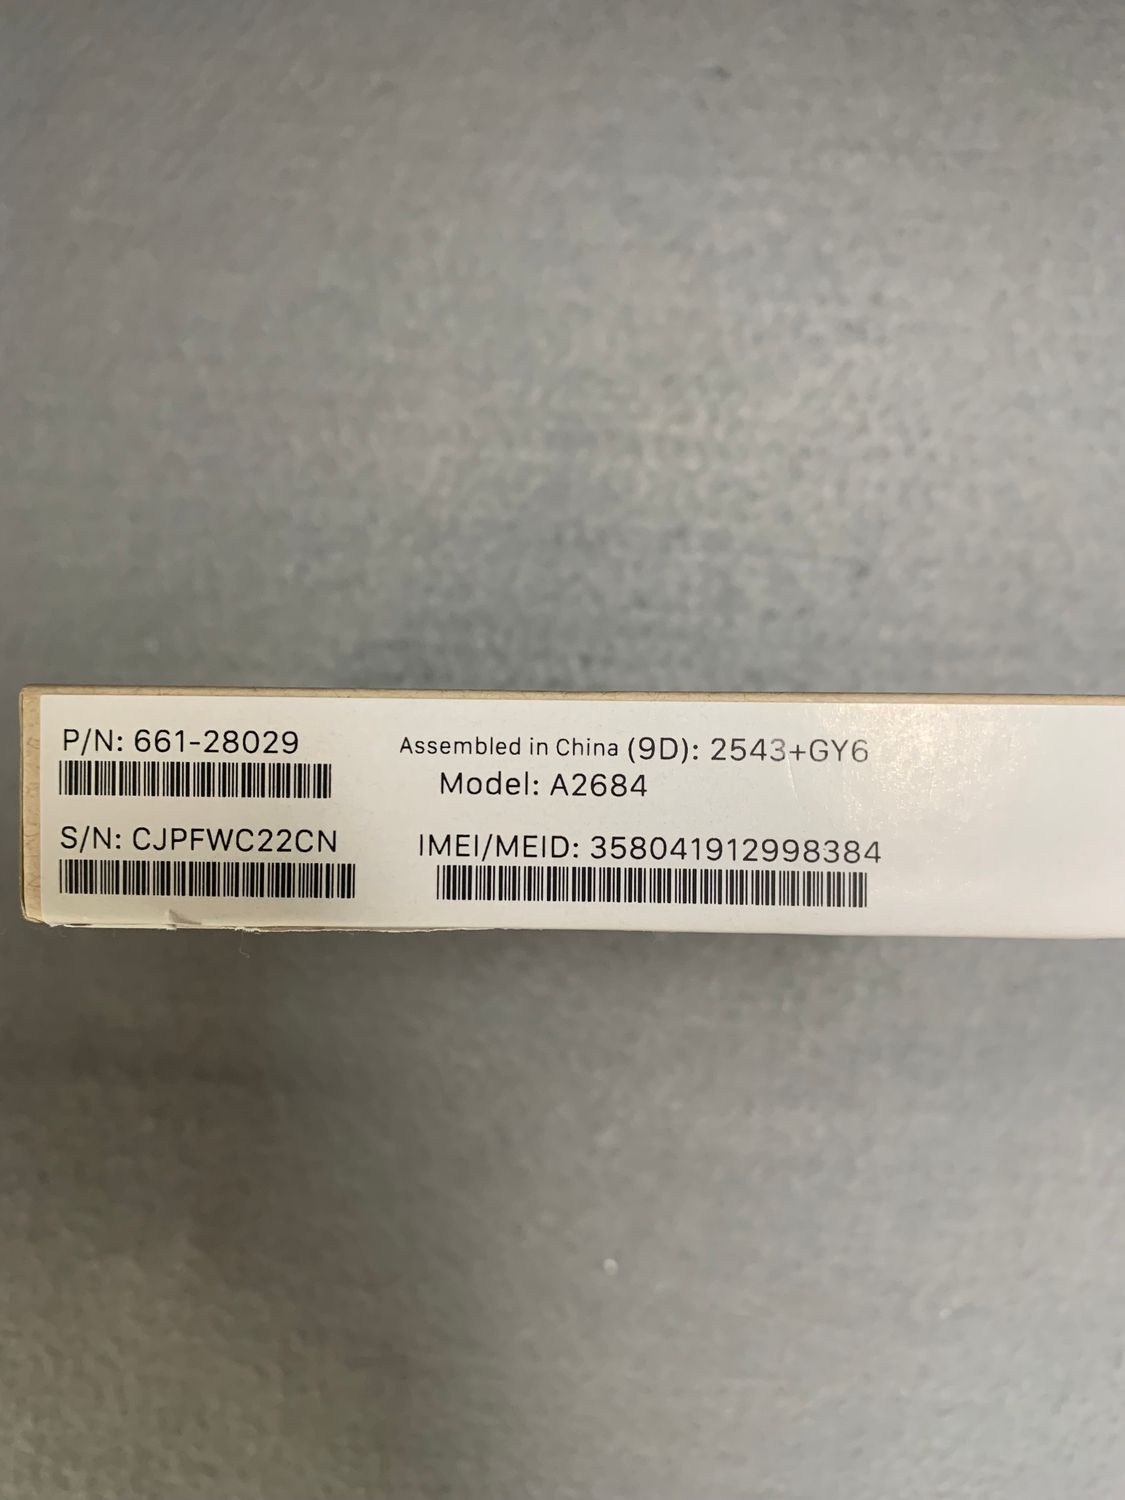 P/N: 661-28029
Assembled in China (9D): 2543+GY6
Model: A2684
S/N: CJPFWC22CN
IMEI/MEID: 358041912998384